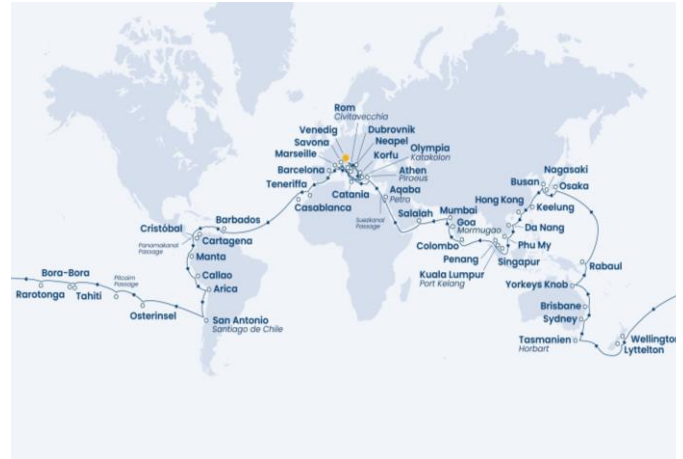 Rom
Civitavecchia
Venedig
Dubrovnik
Savona
Neapel
Marseille
Korfu
Olympia
Katakolon
Barcelona
Athen
Piraeus
Teneriffa
Catania
Aqaba
Petra
Casablanca
Suezkanal
Passage
Salalah
Mumbai
Goa
Mormugao
Colombo
Penang
Kuala Lumpur
Port Kelang
Singapur
Phu My
Da Nang
Hong Kong
Keelung
Busan
Nagasaki
Osaka
Rabaul
Yorkeys Knob
Brisbane
Sydney
Tasmanien
Horbart
Wellington
Lyttelton
Barbados
Cristóbal
Panamakanal
Passage
Cartagena
Manta
Callao
Arica
San Antonio
Santiago de Chile
Osterinsel
Pitcairn
Passage
Bora-Bora
Tahiti
Rarotonga